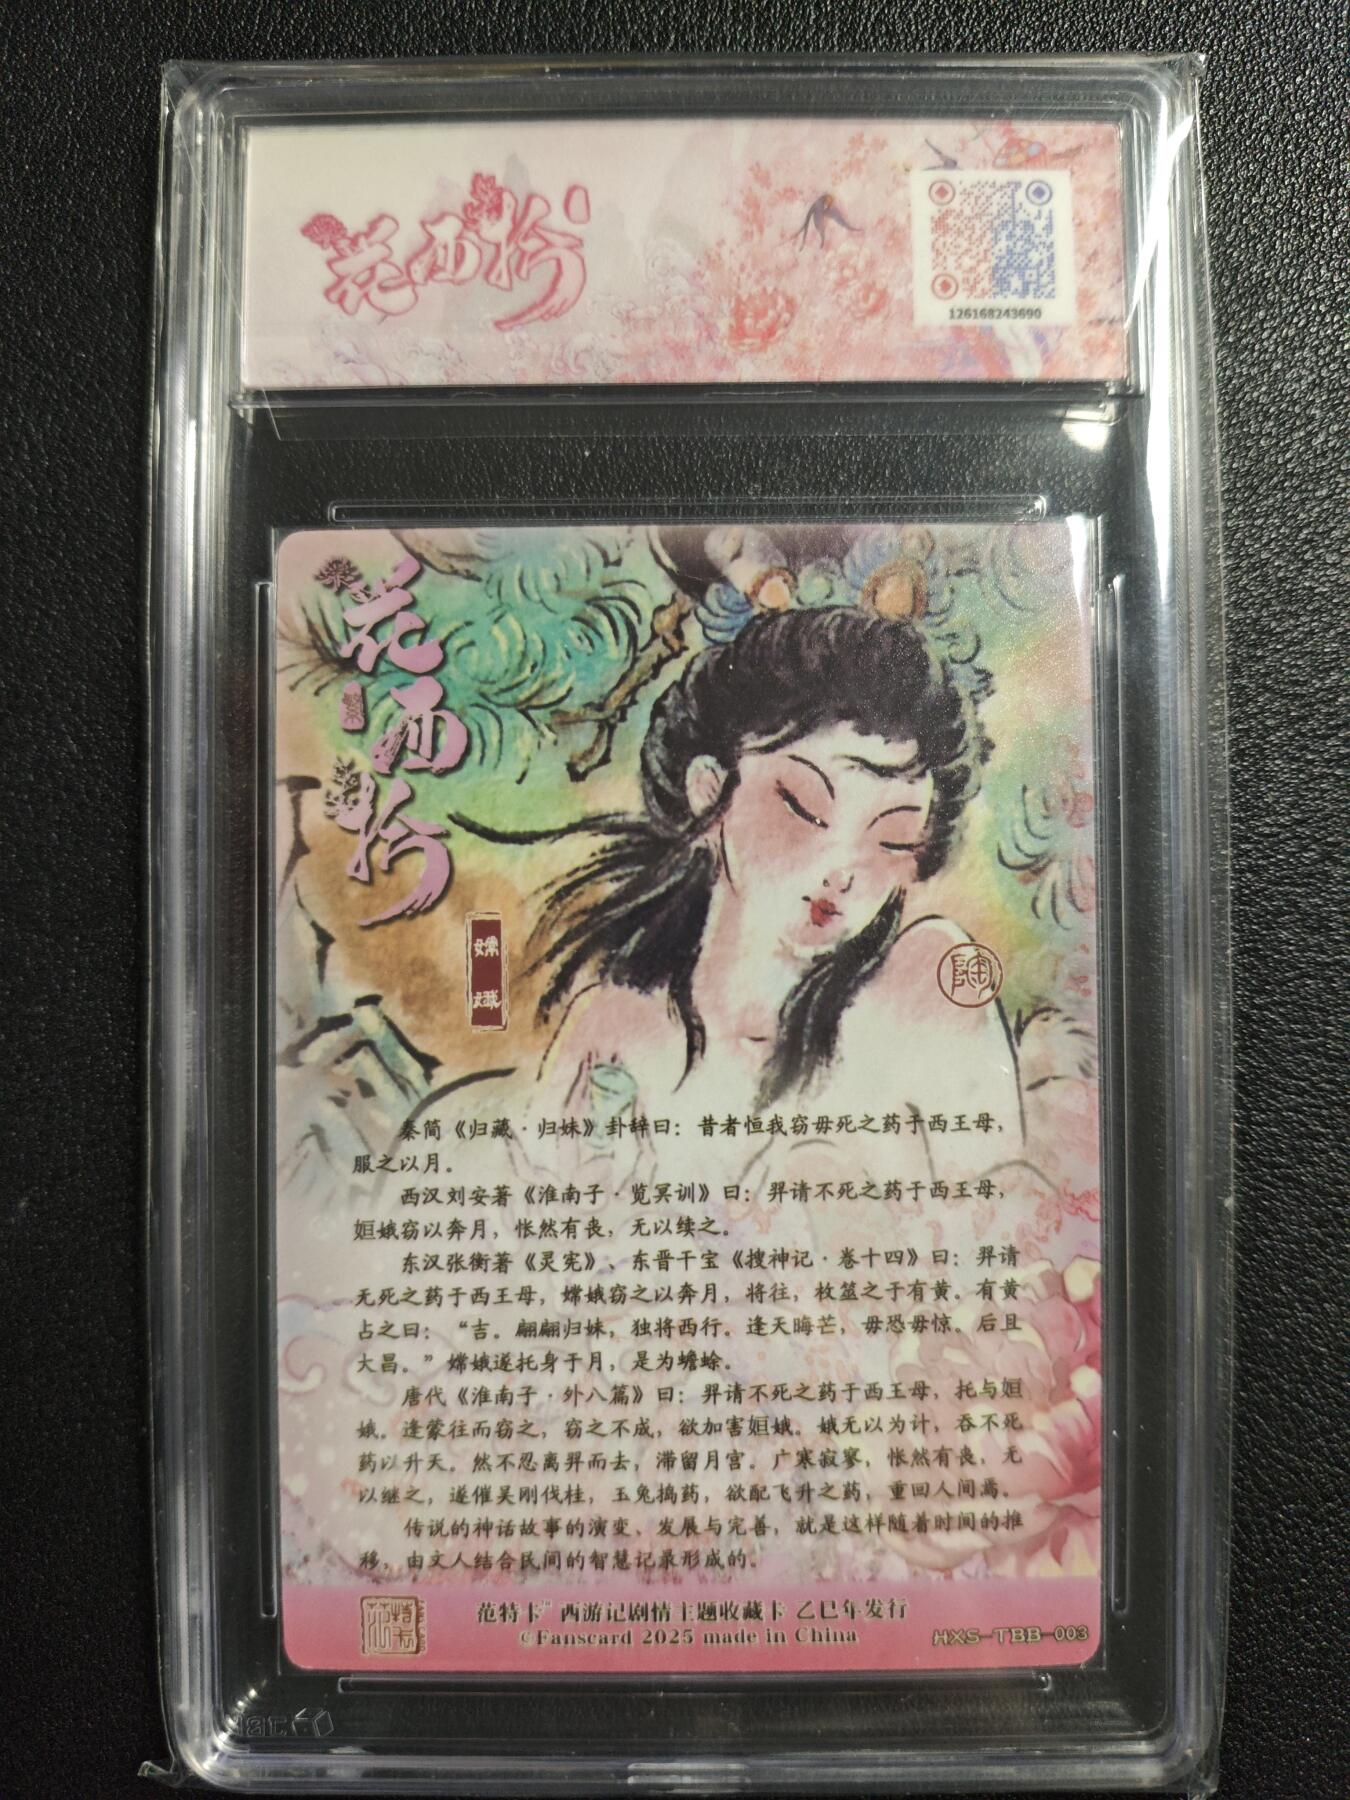 花西拾
126168243690
花西拾
繁
嫦娥
陶
秦简《归藏·归妹》卦辞曰：昔者恒我窃毋死之药于西王母，
服之以月。
西汉刘安著《淮南子·览冥训》曰：羿请不死之药于西王母，
姮娥窃以奔月，怅然有丧，无以续之。
东汉张衡著《灵宪》、东晋干宝《搜神记·卷十四》曰：羿请
无死之药于西王母，嫦娥窃之以奔月，将往，枚筮之于有黄。有黄
占之曰：“吉。翩翩归妹，独将西行。逢天晦芒，毋恐毋惊。后且
大昌。”嫦娥遂托身于月，是为蟾蜍。
唐代《淮南子·外八篇》曰：羿请不死之药于西王母，托与姮
娥。逢蒙往而窃之，窃之不成，欲加害姮娥。娥无以为计，吞不死
药以升天。然不忍离羿而去，滞留月宫。广寒寂寥，怅然有丧，无
以继之，遂催吴刚伐桂，玉兔捣药，欲配飞升之药，重回人间焉。
传说的神话故事的演变、发展与完善，就是这样随着时间的推
移，由文人结合民间的智慧记录形成的。
范特卡™ 西游记剧情主题收藏卡 乙巳年发行
©Fanscard 2025 made in China
HXS-TBB-003